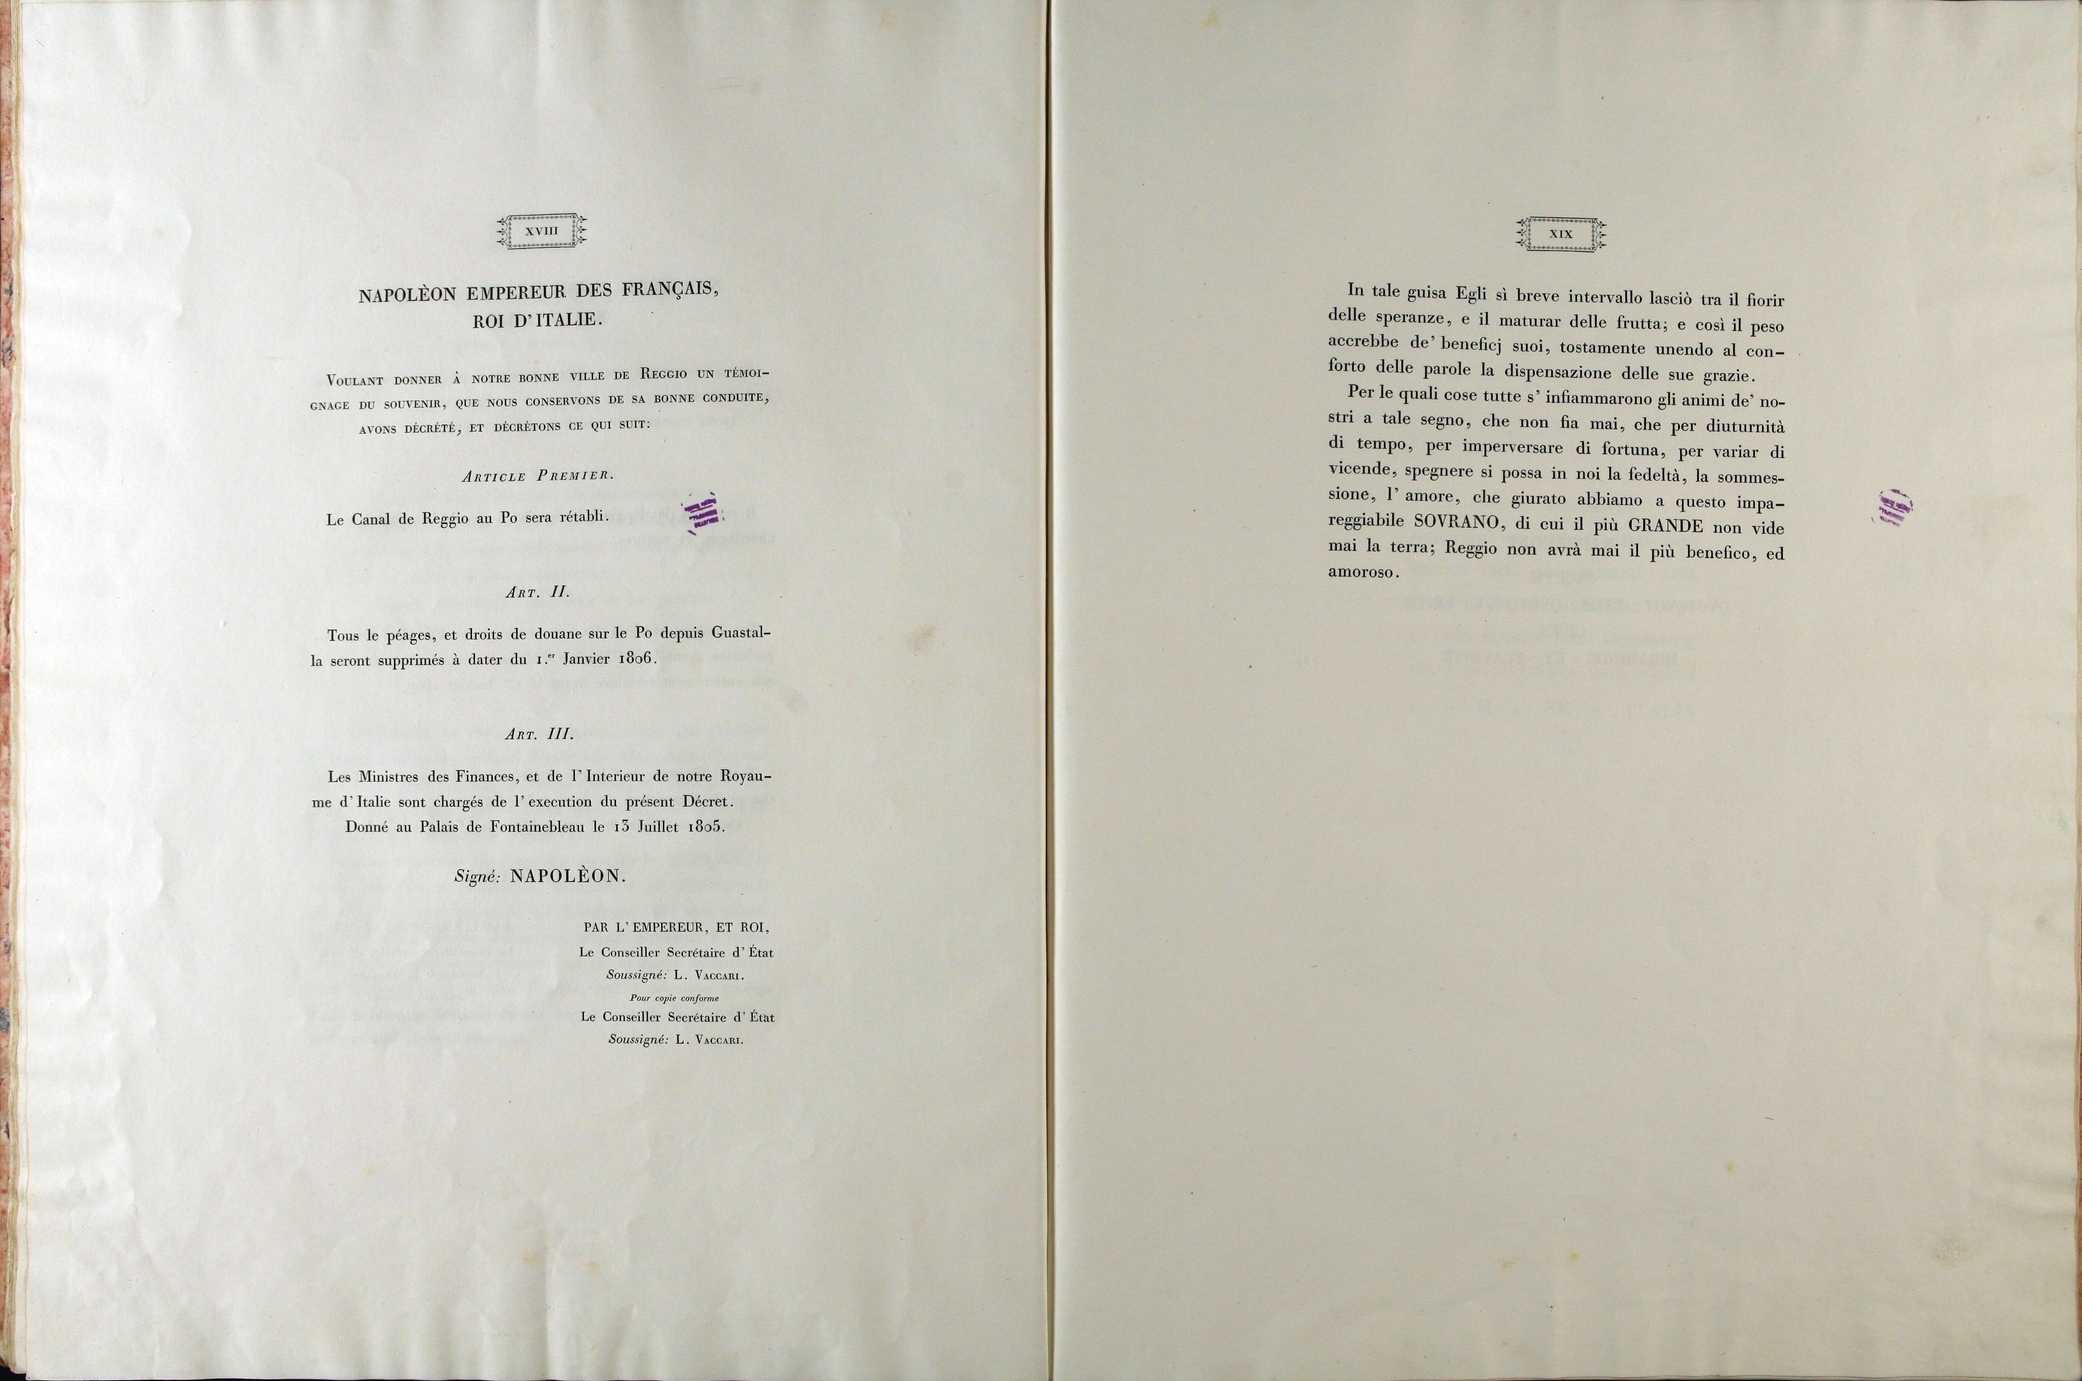 XVIII
NAPOLÈON EMPEREUR DES FRANÇAIS,
ROI D'ITALIE.
Voulant donner à notre bonne ville de Reggio un témoi-
gnage du souvenir, que nous conservons de sa bonne conduite,
avons décrété, et décrétons ce qui suit:
Article Premier.
Le Canal de Reggio au Po sera rétabli.
Art. II.
Tous le péages, et droits de douane sur le Po depuis Guastal-
la seront supprimés à dater du 1.er Janvier 1806.
Art. III.
Les Ministres des Finances, et de l'Interieur de notre Royau-
me d'Italie sont chargés de l'execution du présent Décret.
Donné au Palais de Fontainebleau le 13 Juillet 1805.
Signé: NAPOLÈON.
PAR L'EMPEREUR, ET ROI,
Le Conseiller Secrétaire d'État
Soussigné: L. Vaccari.
Pour copie conforme
Le Conseiller Secrétaire d'État
Soussigné: L. Vaccari.
XIX
In tale guisa Egli sì breve intervallo lasciò tra il fiorir
delle speranze, e il maturar delle frutta; e così il peso
accrebbe de' beneficj suoi, tostamente unendo al con-
forto delle parole la dispensazione delle sue grazie.
Per le quali cose tutte s' infiammarono gli animi de' no-
stri a tale segno, che non fia mai, che per diuturnità
di tempo, per imperversare di fortuna, per variar di
vicende, spegnere si possa in noi la fedeltà, la sommes-
sione, l' amore, che giurato abbiamo a questo impa-
reggiabile SOVRANO, di cui il più GRANDE non vide
mai la terra; Reggio non avrà mai il più benefico, ed
amoroso.